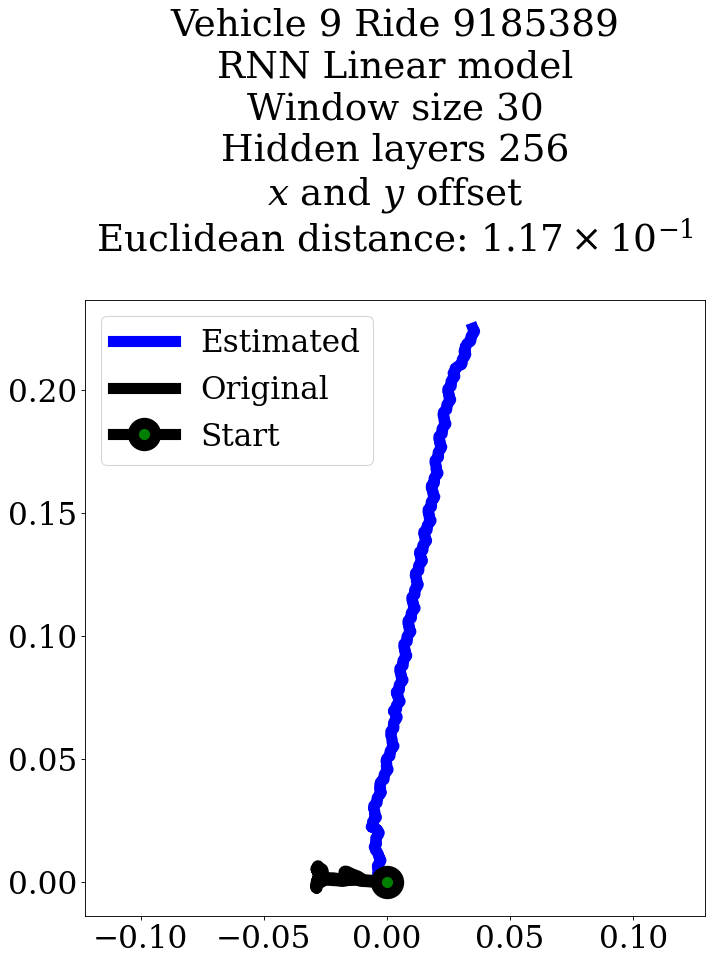 Vehicle 9 Ride 9185389
RNN Linear model
Window size 30
Hidden layers 256
x and y offset
Euclidean distance: 1.17 × 10⁻¹
Estimated
Original
Start
0.20
0.15
0.10
0.05
0.00
−0.10 −0.05 0.00 0.05 0.10